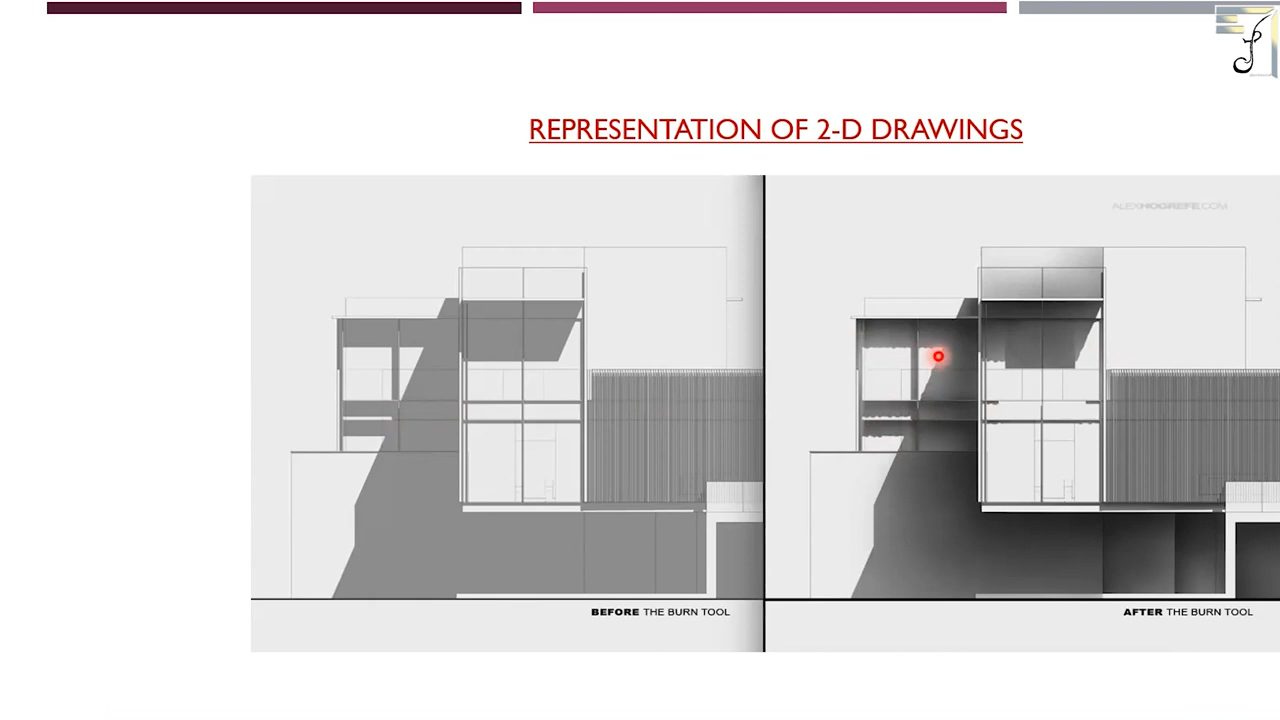 REPRESENTATION OF 2-D DRAWINGS
ALEXHOGREFE.COM
BEFORE THE BURN TOOL
AFTER THE BURN TOOL